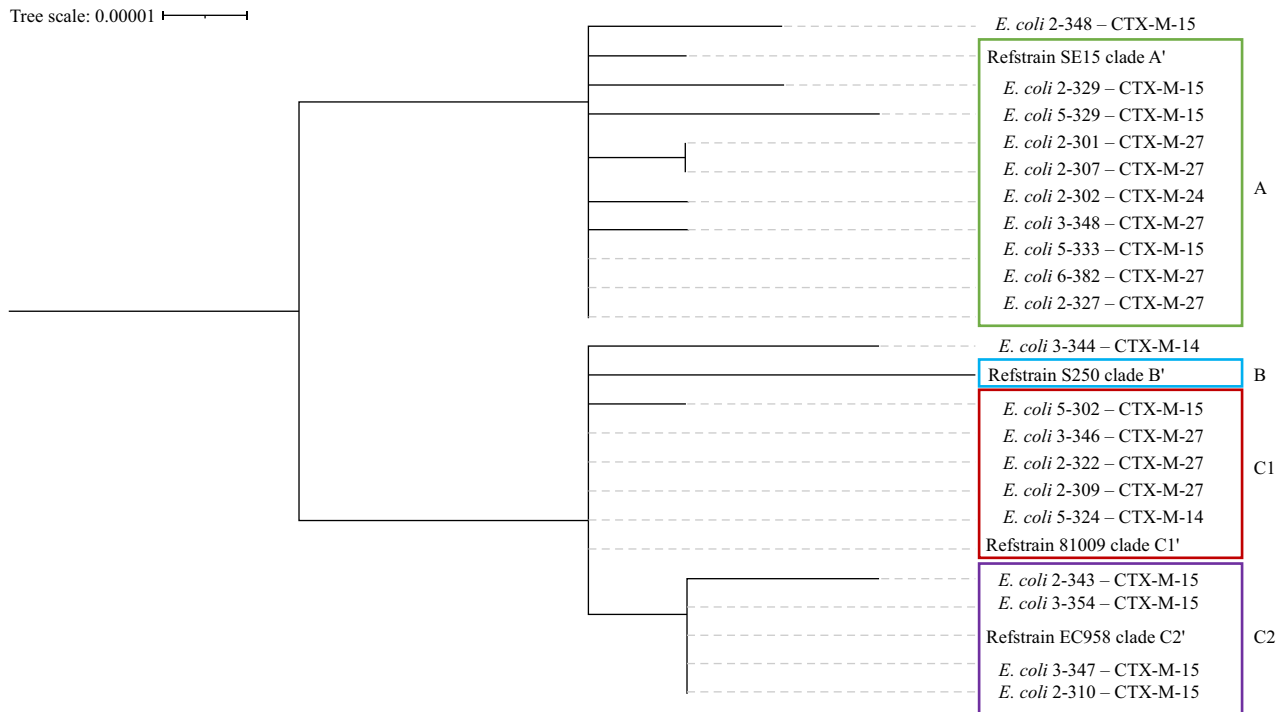 Tree scale: 0.00001
E. coli 2-348 – CTX-M-15
Refstrain SE15 clade A'
E. coli 2-329 – CTX-M-15
E. coli 5-329 – CTX-M-15
E. coli 2-301 – CTX-M-27
E. coli 2-307 – CTX-M-27
E. coli 2-302 – CTX-M-24
A
E. coli 3-348 – CTX-M-27
E. coli 5-333 – CTX-M-15
E. coli 6-382 – CTX-M-27
E. coli 2-327 – CTX-M-27
E. coli 3-344 – CTX-M-14
Refstrain S250 clade B'
B
E. coli 5-302 – CTX-M-15
E. coli 3-346 – CTX-M-27
E. coli 2-322 – CTX-M-27
C1
E. coli 2-309 – CTX-M-27
E. coli 5-324 – CTX-M-14
Refstrain 81009 clade C1'
E. coli 2-343 – CTX-M-15
E. coli 3-354 – CTX-M-15
Refstrain EC958 clade C2'
C2
E. coli 3-347 – CTX-M-15
E. coli 2-310 – CTX-M-15